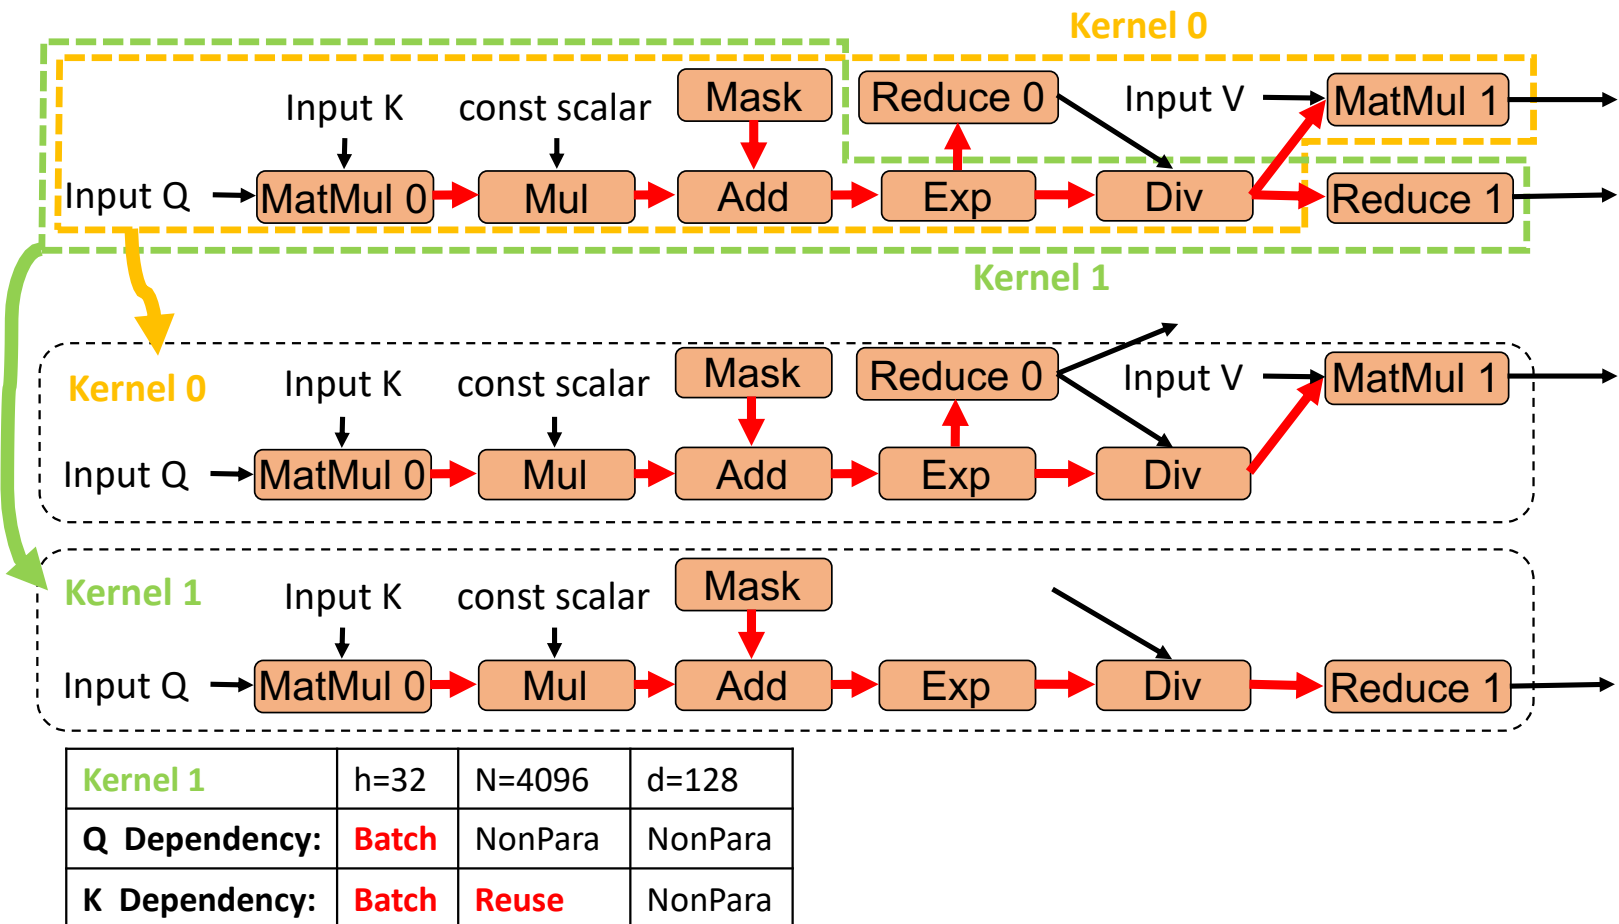 Kernel 0
Input K const scalar Mask Reduce 0 Input V MatMul 1
Input Q MatMul 0 Mul Add Exp Div Reduce 1
Kernel 1
Kernel 0 Input K const scalar Mask Reduce 0 Input V MatMul 1
Input Q MatMul 0 Mul Add Exp Div
Kernel 1 Input K const scalar Mask
Input Q MatMul 0 Mul Add Exp Div Reduce 1
Kernel 1 h=32 N=4096 d=128
Q Dependency: Batch NonPara NonPara
K Dependency: Batch Reuse NonPara